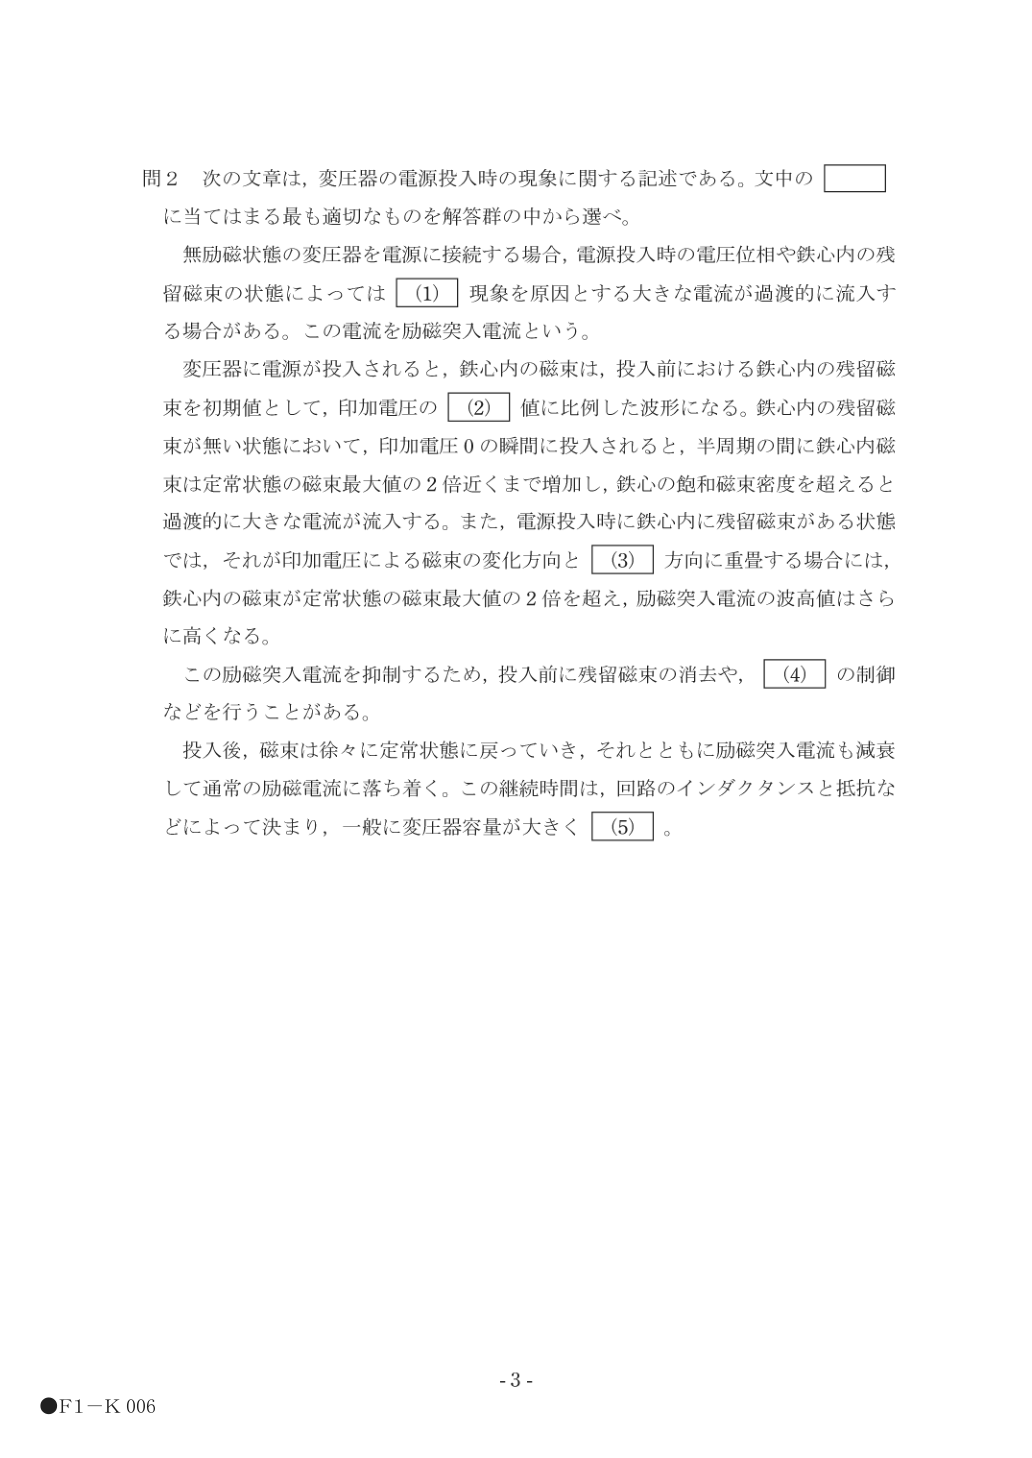 問2　次の文章は，変圧器の電源投入時の現象に関する記述である。文中の
に当てはまる最も適切なものを解答群の中から選べ。
無励磁状態の変圧器を電源に接続する場合，電源投入時の電圧位相や鉄心内の残
留磁束の状態によっては (1) 現象を原因とする大きな電流が過渡的に流入す
る場合がある。この電流を励磁突入電流という。
変圧器に電源が投入されると，鉄心内の磁束は，投入前における鉄心内の残留磁
束を初期値として，印加電圧の (2) 値に比例した波形になる。鉄心内の残留磁
束が無い状態において，印加電圧0の瞬間に投入されると，半周期の間に鉄心内磁
束は定常状態の磁束最大値の2倍近くまで増加し，鉄心の飽和磁束密度を超えると
過渡的に大きな電流が流入する。また，電源投入時に鉄心内に残留磁束がある状態
では，それが印加電圧による磁束の変化方向と (3) 方向に重畳する場合には，
鉄心内の磁束が定常状態の磁束最大値の2倍を超え，励磁突入電流の波高値はさら
に高くなる。
この励磁突入電流を抑制するため，投入前に残留磁束の消去や， (4) の制御
などを行うことがある。
投入後，磁束は徐々に定常状態に戻っていき，それとともに励磁突入電流も減衰
して通常の励磁電流に落ち着く。この継続時間は，回路のインダクタンスと抵抗な
どによって決まり，一般に変圧器容量が大きく (5) 。
- 3 -
●F1－K 006